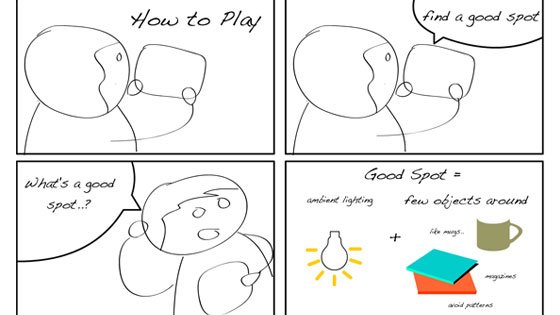 How to Play
find a good spot
What's a good
spot..?
Good Spot =
ambient lighting
few objects around
like mugs..
+
magazines
avoid patterns